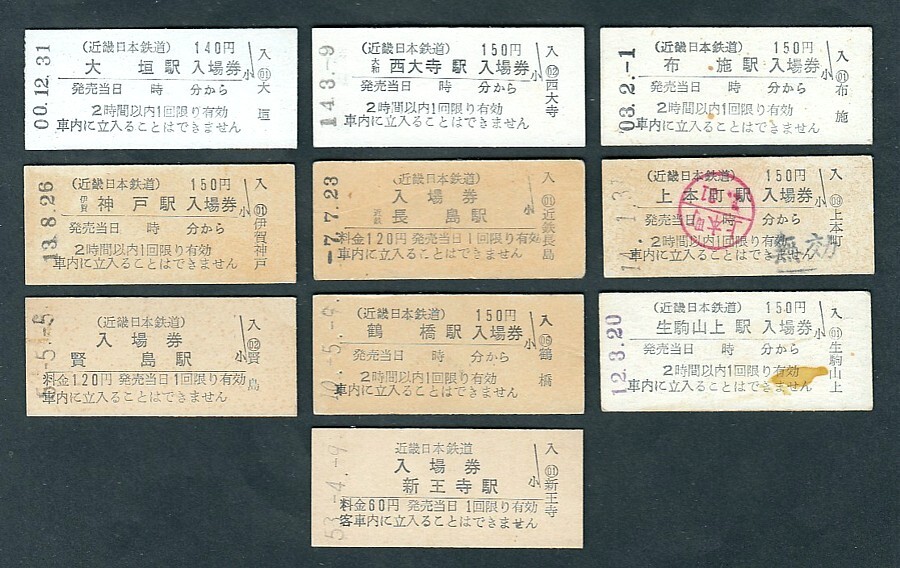 00.12.31
(近畿日本鉄道) 140円
大垣駅 入場券
発売当日 時 分から
2時間以内1回限り有効
車内に立入ることはできません
入 小 01 大垣
14.3.-9
(近畿日本鉄道) 150円
大和 西大寺駅 入場券
発売当日 時 分から
2時間以内1回限り有効
車内に立入ることはできません
入 小 02 西大寺
03.2.-1
(近畿日本鉄道) 150円
布施駅 入場券
発売当日 時 分から
2時間以内1回限り有効
車内に立入ることはできません
入 小 01 布施
13.8.26
(近畿日本鉄道) 150円
伊賀 神戸駅 入場券
発売当日 時 分から
2時間以内1回限り有効
車内に立入ることはできません
入 小 01 伊賀神戸
-7.7.23
(近畿日本鉄道)
入場券
近鉄 長島駅
料金120円 発売当日1回限り有効
車内に立入ることはできません
入 小 01 近鉄長島
(近畿日本鉄道) 150円
上本町駅 入場券
発売当日 時 分から
2時間以内1回限り有効
車内に立入ることはできません
入 小 09 上本町
上本町
無効
(近畿日本鉄道)
入場券
賢島駅
料金120円 発売当日1回限り有効
車内に立入ることはできません
入 小 02 賢島
(近畿日本鉄道) 150円
鶴橋駅 入場券
発売当日 時 分から
2時間以内1回限り有効
車内に立入ることはできません
入 小 06 鶴橋
12.3.20
(近畿日本鉄道) 150円
生駒山上駅 入場券
発売当日 時 分から
2時間以内1回限り有効
車内に立入ることはできません
入 小 01 生駒山上
53.-4.-9
近畿日本鉄道
入場券
新王寺駅
料金60円 発売当日1回限り有効
客車内に立入ることはできません
入 小 01 新王寺